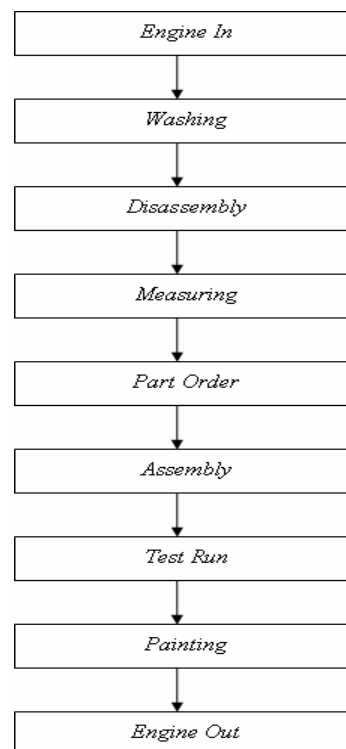 Engine In
Washing
Disassembly
Measuring
Part Order
Assembly
Test Run
Painting
Engine Out